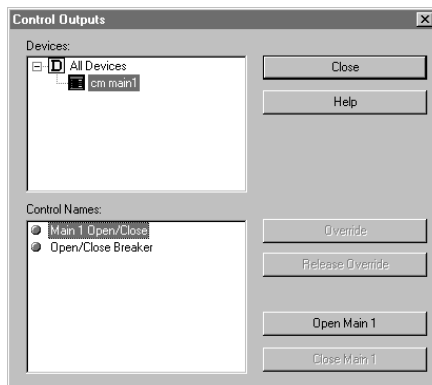 Control Outputs
Devices:
D All Devices
cm main1
Close
Help
Control Names:
Main 1 Open/Close
Open/Close Breaker
Override
Release Override
Open Main 1
Close Main 1